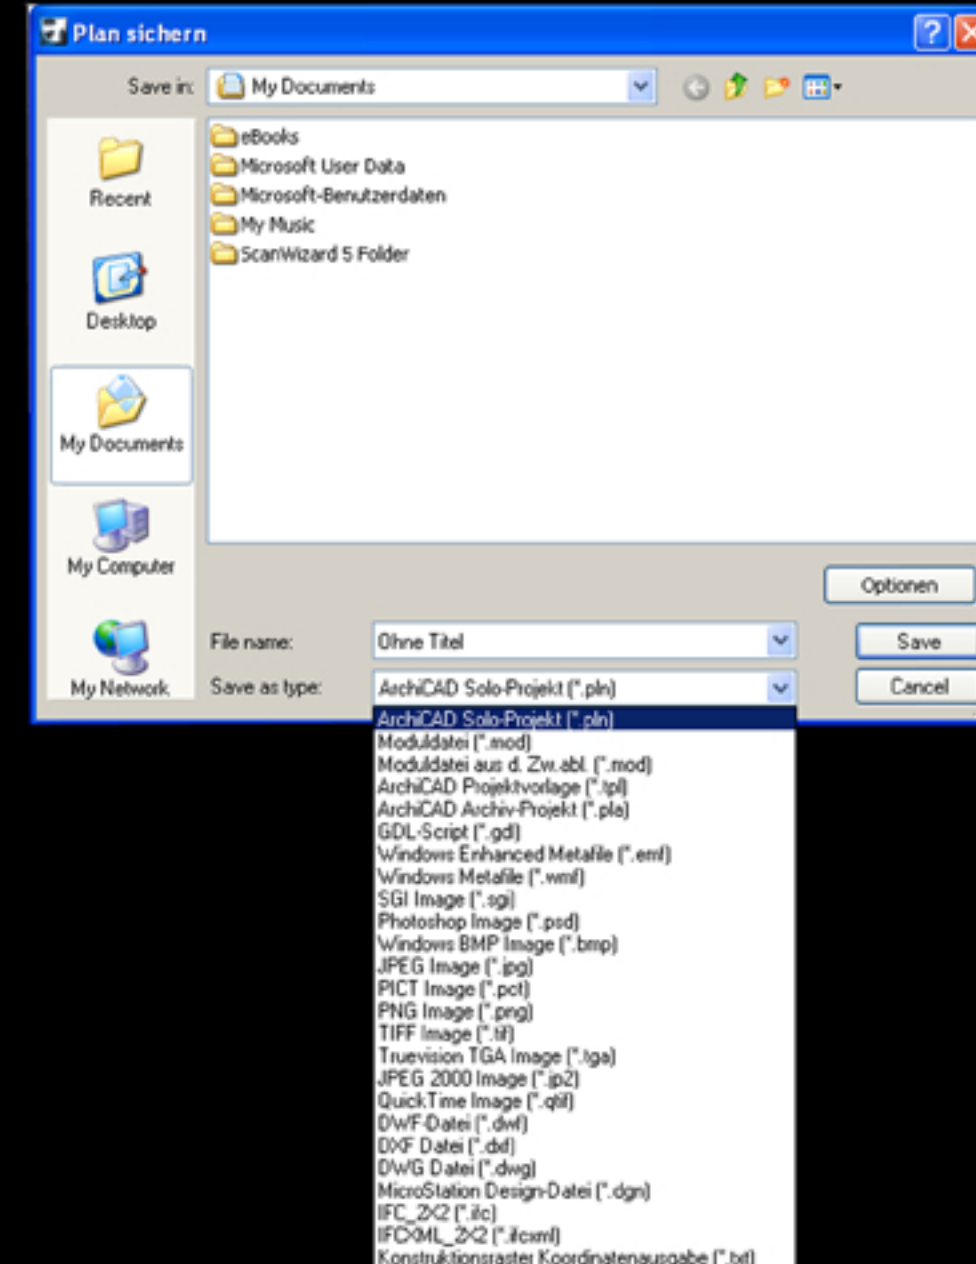 Plan sichern
Save in: My Documents
Recent
Desktop
My Documents
My Computer
My Network
eBooks
Microsoft User Data
Microsoft-Benutzerdaten
My Music
ScanWizard 5 Folder
Optionen
File name: Ohne Titel Save
Save as type: ArchiCAD Solo-Projekt (*.pln) Cancel
ArchiCAD Solo-Projekt (*.pln)
Moduldatei (*.mod)
Moduldatei aus d. Zw.abl. (*.mod)
ArchiCAD Projektvorlage (*.tpl)
ArchiCAD Archiv-Projekt (*.pla)
GDL-Script (*.gdl)
Windows Enhanced Metafile (*.emf)
Windows Metafile (*.wmf)
SGI Image (*.sgi)
Photoshop Image (*.psd)
Windows BMP Image (*.bmp)
JPEG Image (*.jpg)
PICT Image (*.pct)
PNG Image (*.png)
TIFF Image (*.tif)
Truevision TGA Image (*.tga)
JPEG 2000 Image (*.jp2)
QuickTime Image (*.qtif)
DWF-Datei (*.dwf)
DXF Datei (*.dxf)
DWG Datei (*.dwg)
MicroStation Design-Datei (*.dgn)
IFC_2X2 (*.ifc)
IFCXML_2X2 (*.ifcxml)
Konstruktionsraster Koordinatenausgabe (*.txt)